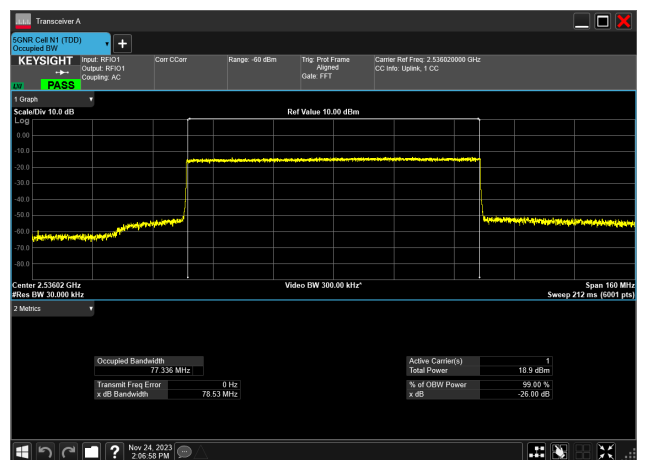 Transceiver A
5GNR Cell N1 (TDD)
Occupied BW
KEYSIGHT
LXI
PASS
Input: RFIO1
Output: RFIO1
Coupling: AC
Corr CCorr
Range: -60 dBm
Trig: Prot Frame
Aligned
Gate: FFT
Carrier Ref Freq: 2.536020000 GHz
CC Info: Uplink, 1 CC
1 Graph
Scale/Div 10.0 dB
Ref Value 10.00 dBm
Log
0.00
-10.0
-20.0
-30.0
-40.0
-50.0
-60.0
-70.0
-80.0
Center 2.53602 GHz
Video BW 300.00 kHz*
Span 160 MHz
#Res BW 30.000 kHz
Sweep 212 ms (6001 pts)
2 Metrics
Occupied Bandwidth
77.336 MHz
Transmit Freq Error 0 Hz
x dB Bandwidth 78.53 MHz
Active Carrier(s) 1
Total Power 18.9 dBm
% of OBW Power 99.00 %
x dB -26.00 dB
Nov 24, 2023
2:06:58 PM